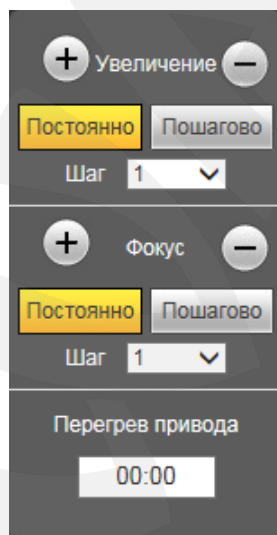 + Увеличение −
Постоянно Пошагово
Шаг 1
+ Фокус −
Постоянно Пошагово
Шаг 1
Перегрев привода
00:00